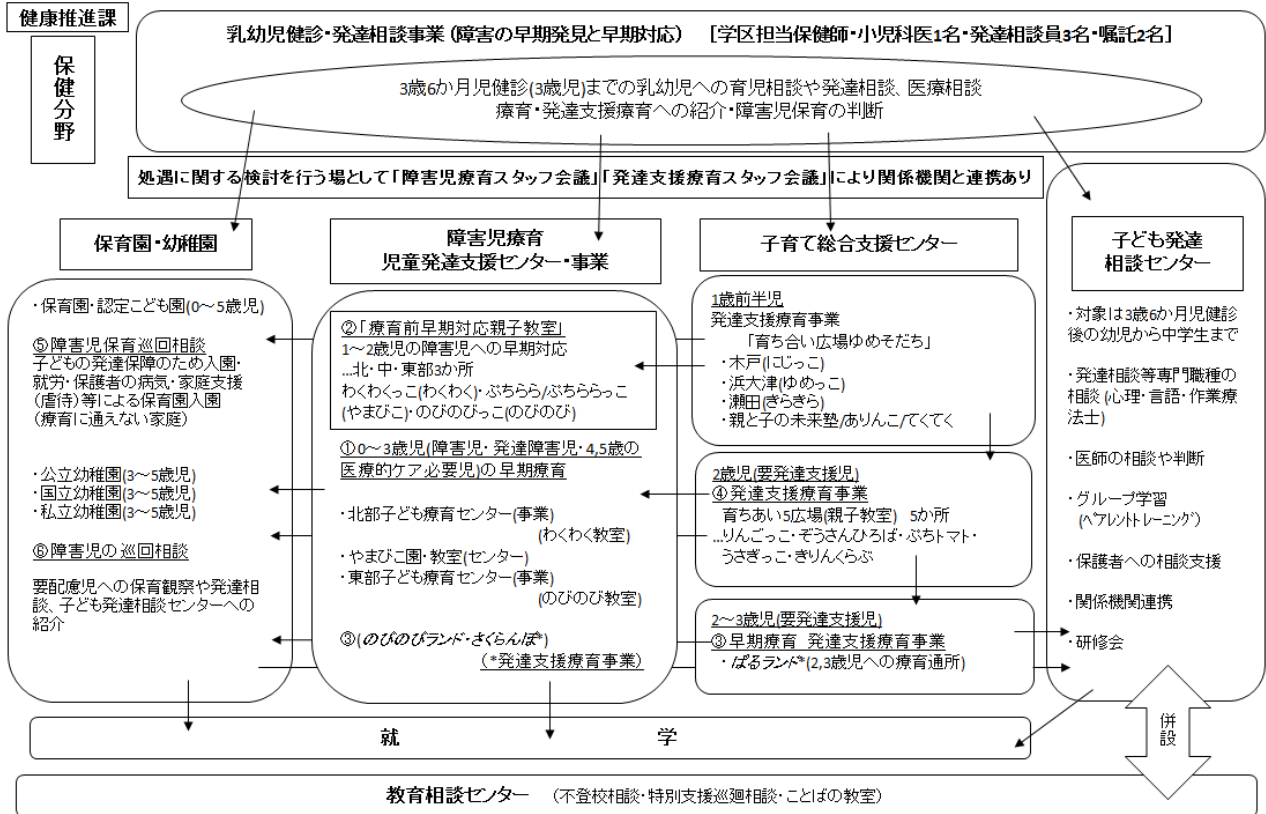 健康推進課
保健分野
乳幼児健診・発達相談事業（障害の早期発見と早期対応）　［学区担当保健師・小児科医1名・発達相談員3名・嘱託2名］
3歳6か月児健診(3歳児)までの乳幼児への育児相談や発達相談、医療相談
療育・発達支援療育への紹介・障害児保育の判断
処遇に関する検討を行う場として「障害児療育スタッフ会議」「発達支援療育スタッフ会議」により関係機関と連携あり
保育園・幼稚園
・保育園・認定こども園(0～5歳児)
⑤障害児保育巡回相談
子どもの発達保障のため入園・
就労・保護者の病気・家庭支援
(虐待)等による保育園入園
(療育に通えない家庭)
・公立幼稚園(3～5歳児)
・国立幼稚園(3～5歳児)
・私立幼稚園(3～5歳児)
⑥障害児の巡回相談
要配慮児への保育観察や発達相
談、子ども発達相談センターへの
紹介
障害児療育
児童発達支援センター・事業
②「療育前早期対応親子教室」
1～2歳児の障害児への早期対応
…北・中・東部3か所
わくわくっこ(わくわく)・ぷちらら/ぷちららっこ
(やまびこ)・のびのびっこ(のびのび)
①0～3歳児(障害児・発達障害児・4,5歳の
医療的ケア必要児)の早期療育
・北部子ども療育センター(事業)
(わくわく教室)
・やまびこ園・教室(センター)
・東部子ども療育センター(事業)
(のびのび教室)
③(のびのびランド・さくらんぼ*)
(*発達支援療育事業)
子育て総合支援センター
1歳前半児
発達支援療育事業
「育ち合い広場ゆめそだち」
・木戸(にじっこ)
・浜大津(ゆめっこ)
・瀬田(きらきら)
・親と子の未来塾/ありんこ/てくてく
2歳児(要発達支援児)
④発達支援療育事業
育ちあい5広場(親子教室)　5か所
…りんごっこ・ぞうさんひろば・ぷちトマト・
うさぎっこ・きりんくらぶ
2～3歳児(要発達支援児)
③早期療育　発達支援療育事業
・ぱるランド*(2,3歳児への療育通所)
子ども発達
相談センター
・対象は3歳6か月児健診
後の幼児から中学生まで
・発達相談等専門職種の
相談(心理・言語・作業療
法士)
・医師の相談や判断
・グループ学習
(ペアレントトレーニング)
・保護者への相談支援
・関係機関連携
・研修会
併設
就　学
教育相談センター　（不登校相談・特別支援巡廻相談・ことばの教室）